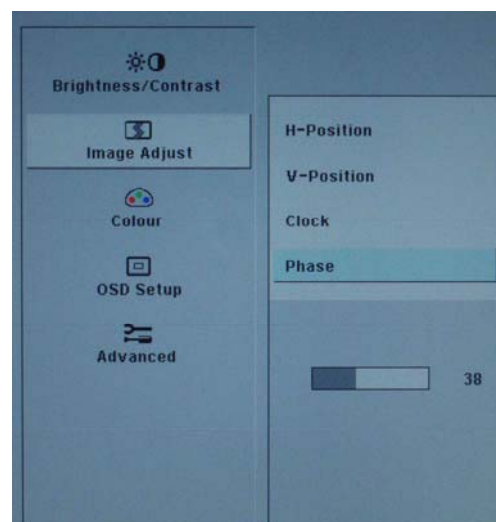 Brightness/Contrast
Image Adjust
Colour
OSD Setup
Advanced
H-Position
V-Position
Clock
Phase
38